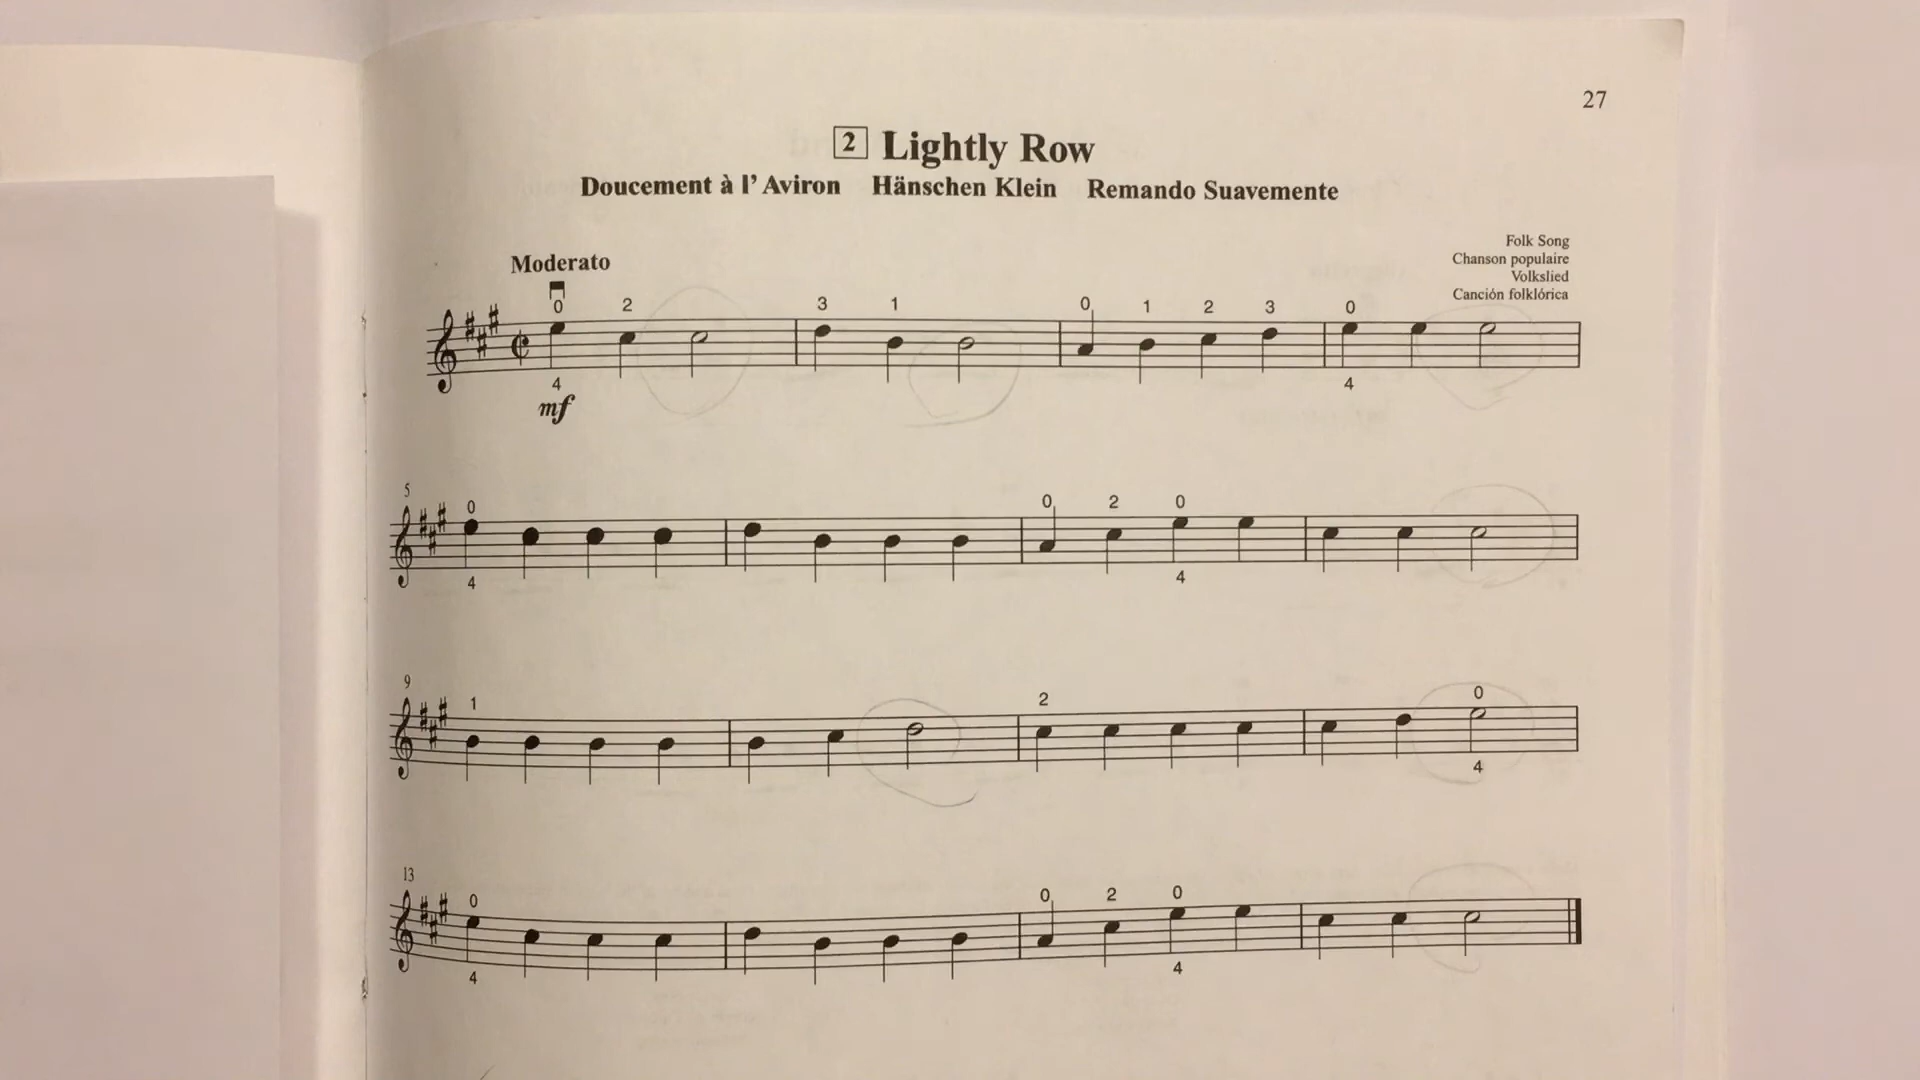 27
2 Lightly Row
Doucement à l' Aviron Hänschen Klein Remando Suavemente
Folk Song
Chanson populaire
Volkslied
Canción folklórica
Moderato
0 2 3 1 0 1 2 3 0
4 4
mf
5
0 0 2 0
4 4
9
1 2 0
4
13
0 0 2 0
4 4